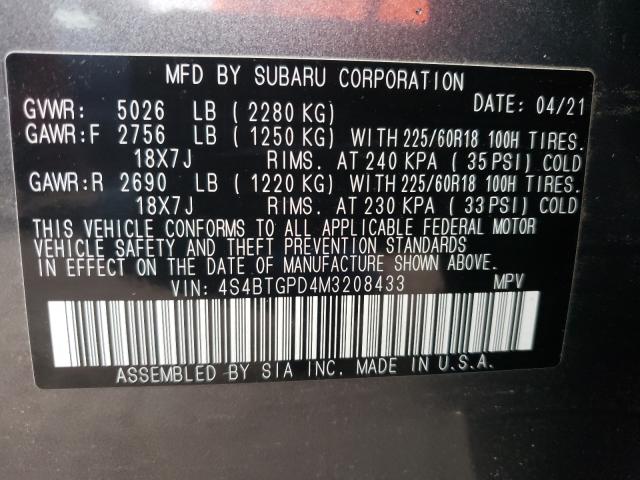 MFD BY SUBARU CORPORATION
GVWR: 5026 LB ( 2280 KG) DATE: 04/21
GAWR:F 2756 LB ( 1250 KG) WITH 225/60R18 100H TIRES.
18X7J RIMS. AT 240 KPA ( 35 PSI) COLD
GAWR:R 2690 LB ( 1220 KG) WITH 225/60R18 100H TIRES.
18X7J RIMS. AT 230 KPA ( 33 PSI) COLD
THIS VEHICLE CONFORMS TO ALL APPLICABLE FEDERAL MOTOR
VEHICLE SAFETY AND THEFT PREVENTION STANDARDS
IN EFFECT ON THE DATE OF MANUFACTURE SHOWN ABOVE.
VIN: 4S4BTGPD4M3208433 MPV
ASSEMBLED BY SIA INC. MADE IN U.S.A.